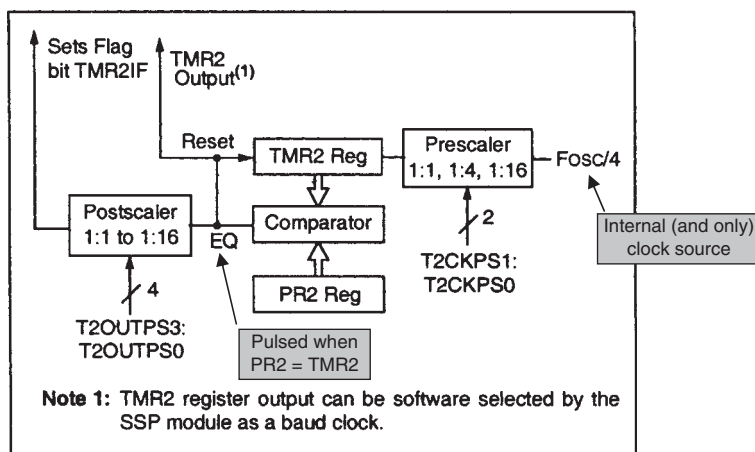 Sets Flag
bit TMR2IF
TMR2
Output(1)
Reset
TMR2 Reg
Prescaler
1:1, 1:4, 1:16
Fosc/4
Postscaler
1:1 to 1:16
EQ
Comparator
2
Internal (and only)
clock source
T2CKPS1:
T2CKPS0
4
PR2 Reg
T2OUTPS3:
T2OUTPS0
Pulsed when
PR2 = TMR2
Note 1: TMR2 register output can be software selected by the
SSP module as a baud clock.